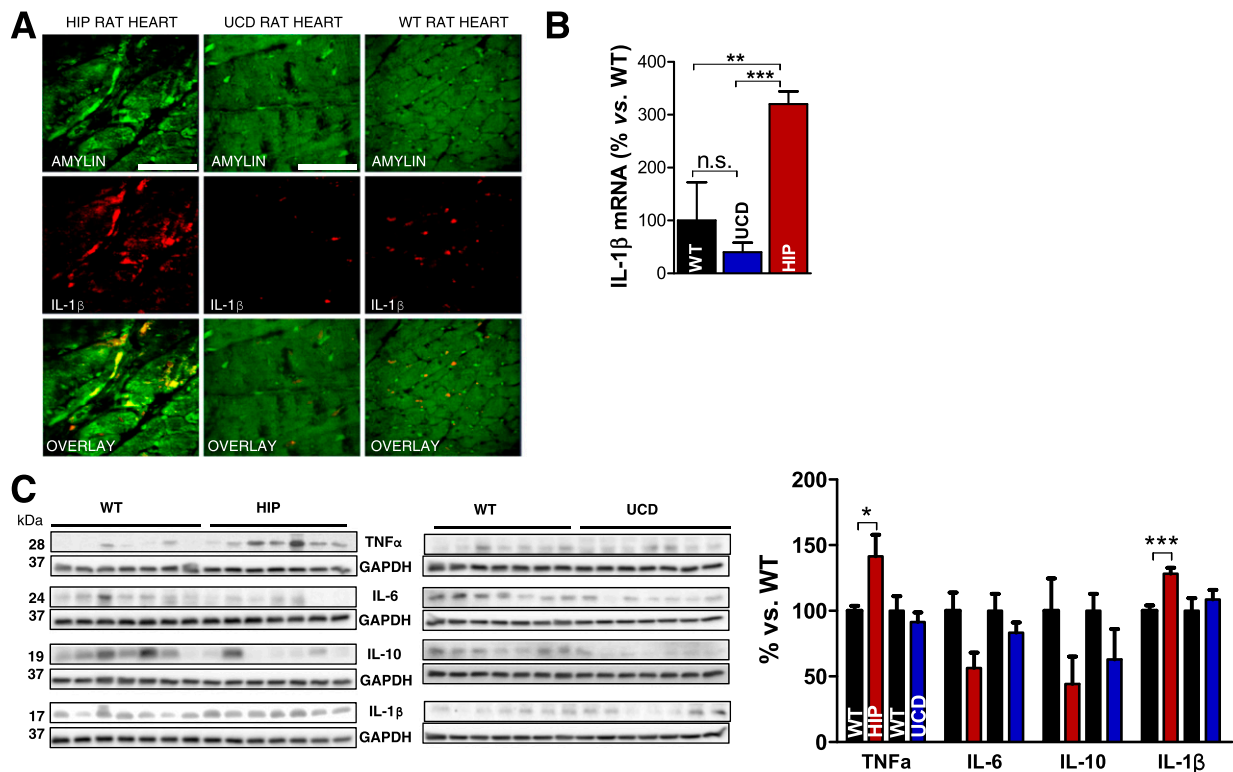 A
HIP RAT HEART
UCD RAT HEART
WT RAT HEART
AMYLIN
AMYLIN
AMYLIN
IL-1β
IL-1β
IL-1β
OVERLAY
OVERLAY
OVERLAY
B
IL-1β mRNA (% vs. WT)
400
300
200
100
0
**
***
n.s.
WT
UCD
HIP
C
kDa
WT
HIP
WT
UCD
28
TNFα
37
GAPDH
24
IL-6
37
GAPDH
19
IL-10
37
GAPDH
17
IL-1β
37
GAPDH
% vs. WT
200
150
100
50
0
*
***
WT
HIP
WT
UCD
TNFa
IL-6
IL-10
IL-1β